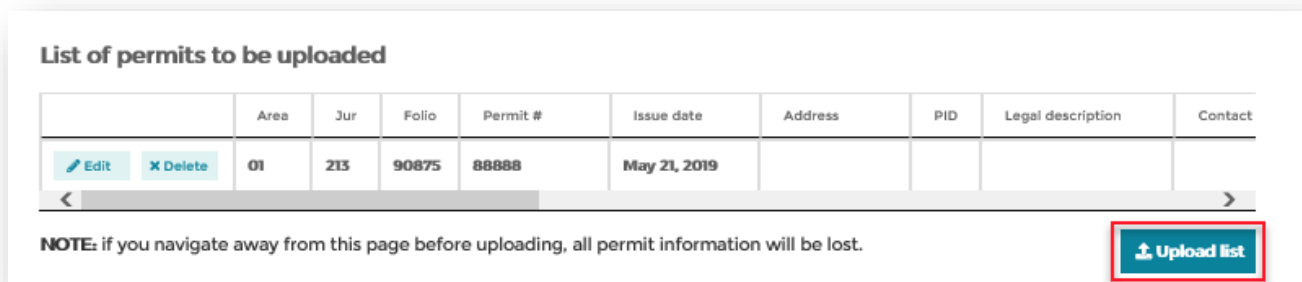 List of permits to be uploaded
Area Jur Folio Permit # Issue date Address PID Legal description Contact
Edit Delete 01 213 90875 88888 May 21, 2019
NOTE: if you navigate away from this page before uploading, all permit information will be lost.
Upload list